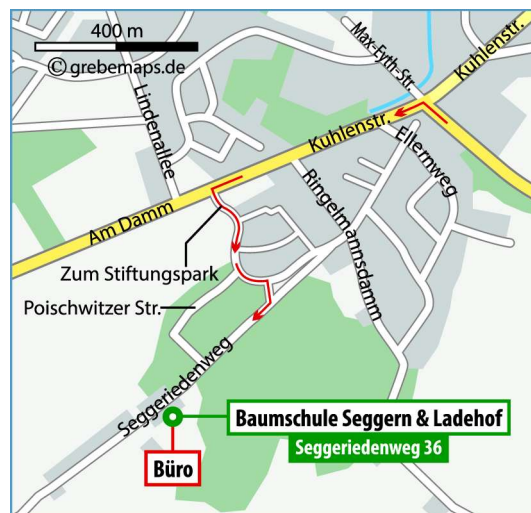 400 m
© grebemaps.de
Max-Eyth-Str.
Kuhlenstr.
Lindenallee
Kuhlenstr.
Ellernweg
Am Damm
Ringelmannsdamm
Zum Stiftungspark
Poischwitzer Str.
Seggeriedenweg
Baumschule Seggern & Ladehof
Seggeriedenweg 36
Büro